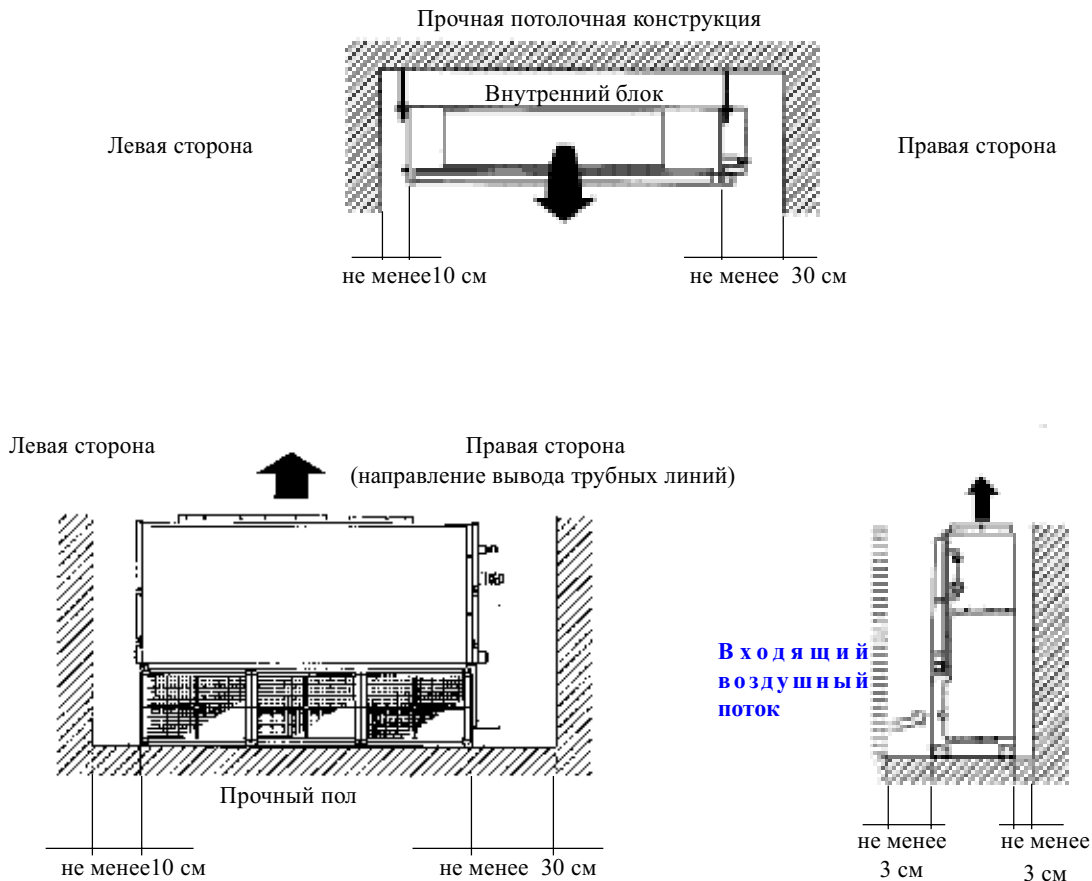 Прочная потолочная конструкция
Внутренний блок
Левая сторона
Правая сторона
не менее10 см
не менее 30 см
Левая сторона
Правая сторона
(направление вывода трубных линий)
Входящий
воздушный
поток
Прочный пол
не менее10 см
не менее 30 см
не менее
3 см
не менее
3 см